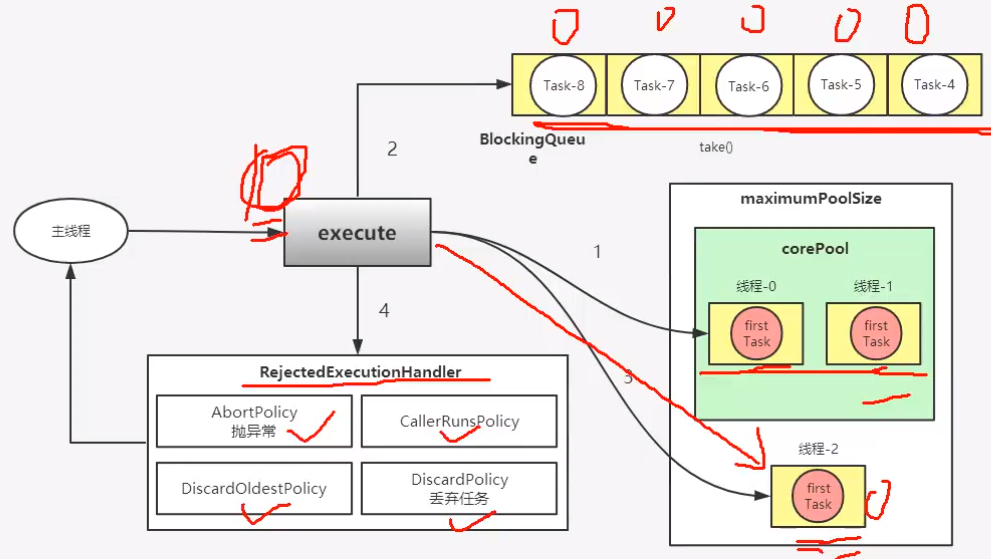 Task-8
Task-7
Task-6
Task-5
Task-4
BlockingQueu
e
take()
2
maximumPoolSize
主线程
execute
1
corePool
线程-0
线程-1
first
Task
first
Task
4
3
RejectedExecutionHandler
AbortPolicy
抛异常
CallerRunsPolicy
DiscardOldestPolicy
DiscardPolicy
丢弃任务
线程-2
first
Task